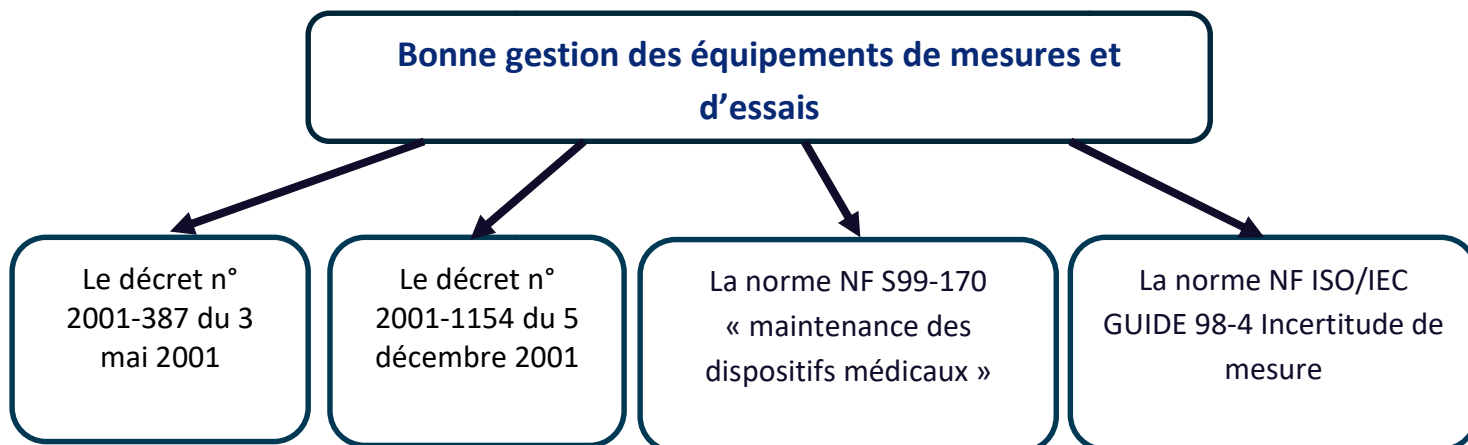 Bonne gestion des équipements de mesures et
d’essais
Le décret n°
2001-387 du 3
mai 2001
Le décret n°
2001-1154 du 5
décembre 2001
La norme NF S99-170
« maintenance des
dispositifs médicaux »
La norme NF ISO/IEC
GUIDE 98-4 Incertitude de
mesure